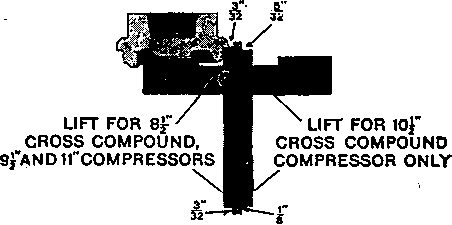 3/32" 5/32"
LIFT FOR 8½"
CROSS COMPOUND,
9½" AND 11" COMPRESSORS
LIFT FOR 10½"
CROSS COMPOUND
COMPRESSOR ONLY
3/32" 1/8"